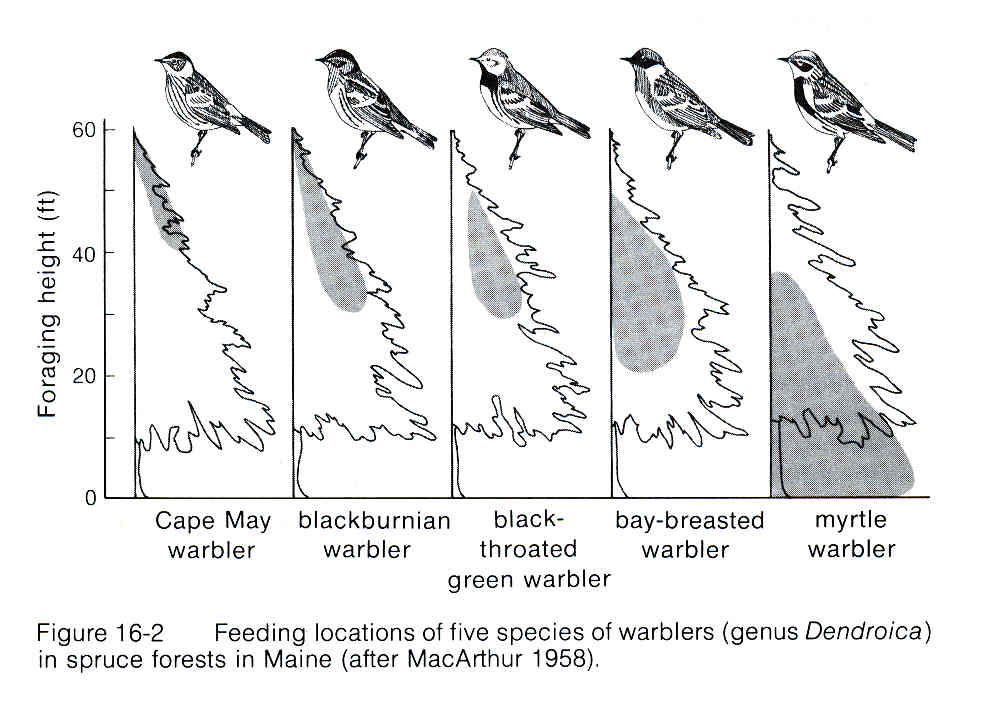 60
40
20
0
Foraging height (ft)
Cape May
warbler
blackburnian
warbler
black-
throated
green warbler
bay-breasted
warbler
myrtle
warbler
Figure 16-2 Feeding locations of five species of warblers (genus Dendroica)
in spruce forests in Maine (after MacArthur 1958).